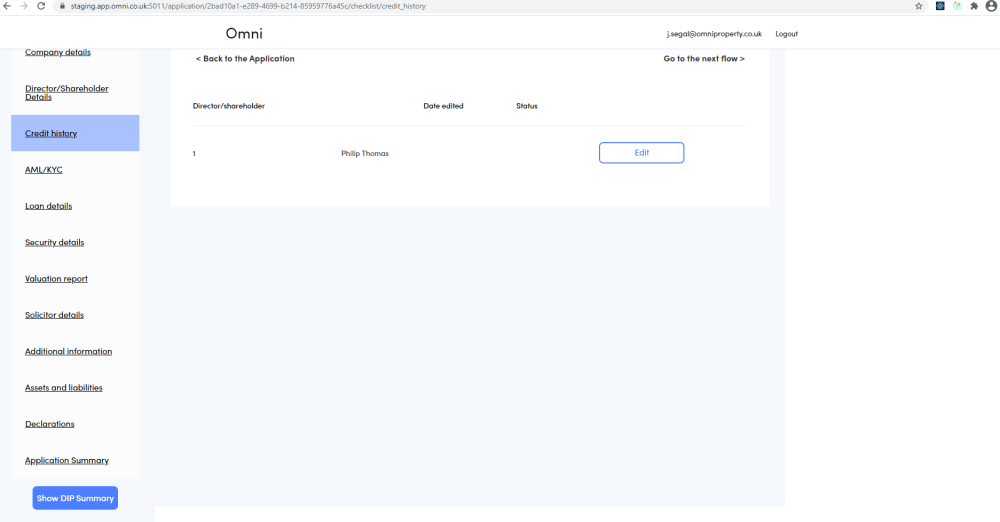 staging.app.omni.co.uk:5011/application/2bad10a1-e289-4699-b214-85959776a45c/checklist/credit_history
Omni
j.segal@omniproperty.co.uk Logout
Company details
Director/Shareholder
Details
Credit history
AML/KYC
Loan details
Security details
Valuation report
Solicitor details
Additional information
Assets and liabilities
Declarations
Application Summary
Show DIP Summary
< Back to the Application Go to the next flow >
Director/shareholder Date edited Status
1 Philip Thomas Edit